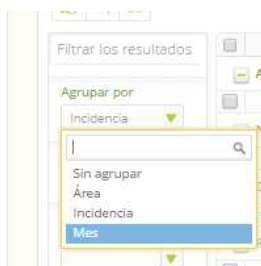 Filtrar los resultados
Agrupar por
Incidencia
Sin agrupar
Área
Incidencia
Mes